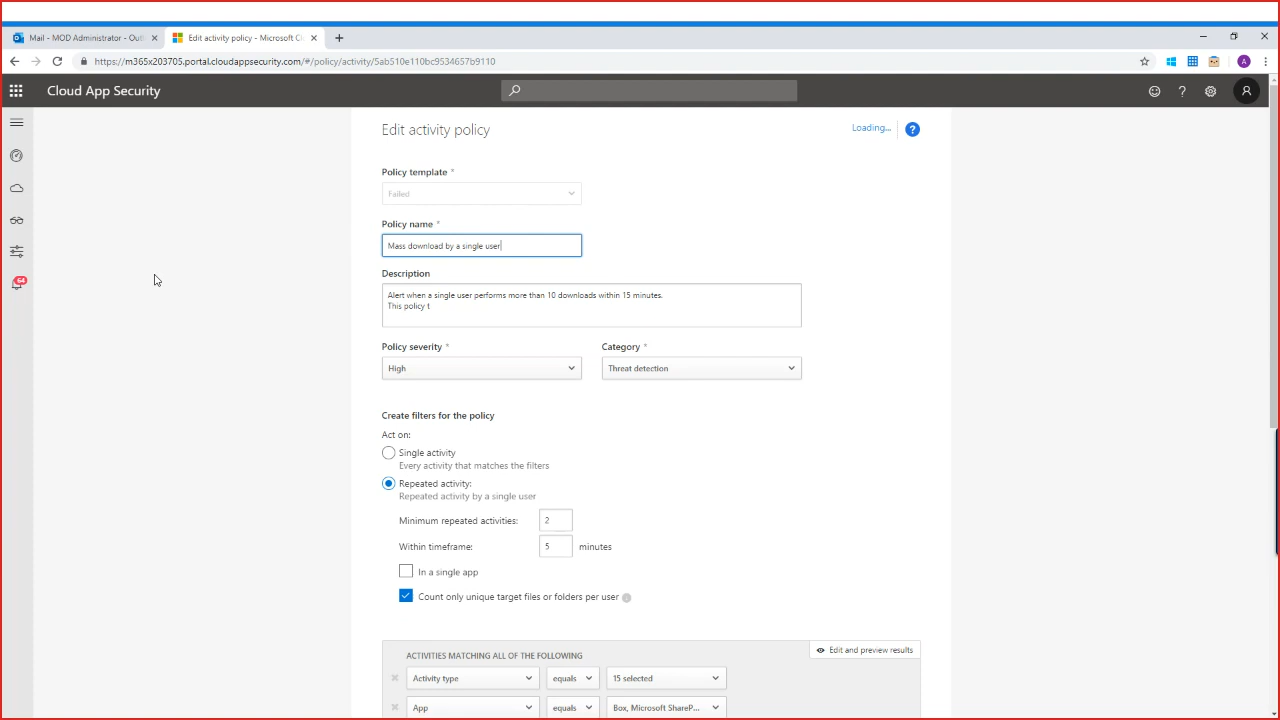 Mail - MOD Administrator - Outl
Edit activity policy - Microsoft Cl
https://m365x203705.portal.cloudappsecurity.com/#/policy/activity/5ab510e110bc9534657b9110
A
Cloud App Security
?
Edit activity policy
Loading...
?
Policy template *
Failed
Policy name *
Mass download by a single user
Description
Alert when a single user performs more than 10 downloads within 15 minutes.
This policy t
Policy severity *
Category *
High
Threat detection
64
Create filters for the policy
Act on:
Single activity
Every activity that matches the filters
Repeated activity:
Repeated activity by a single user
Minimum repeated activities:
2
Within timeframe:
5
minutes
In a single app
Count only unique target files or folders per user
ACTIVITIES MATCHING ALL OF THE FOLLOWING
Edit and preview results
Activity type
equals
15 selected
App
equals
Box, Microsoft ShareP...